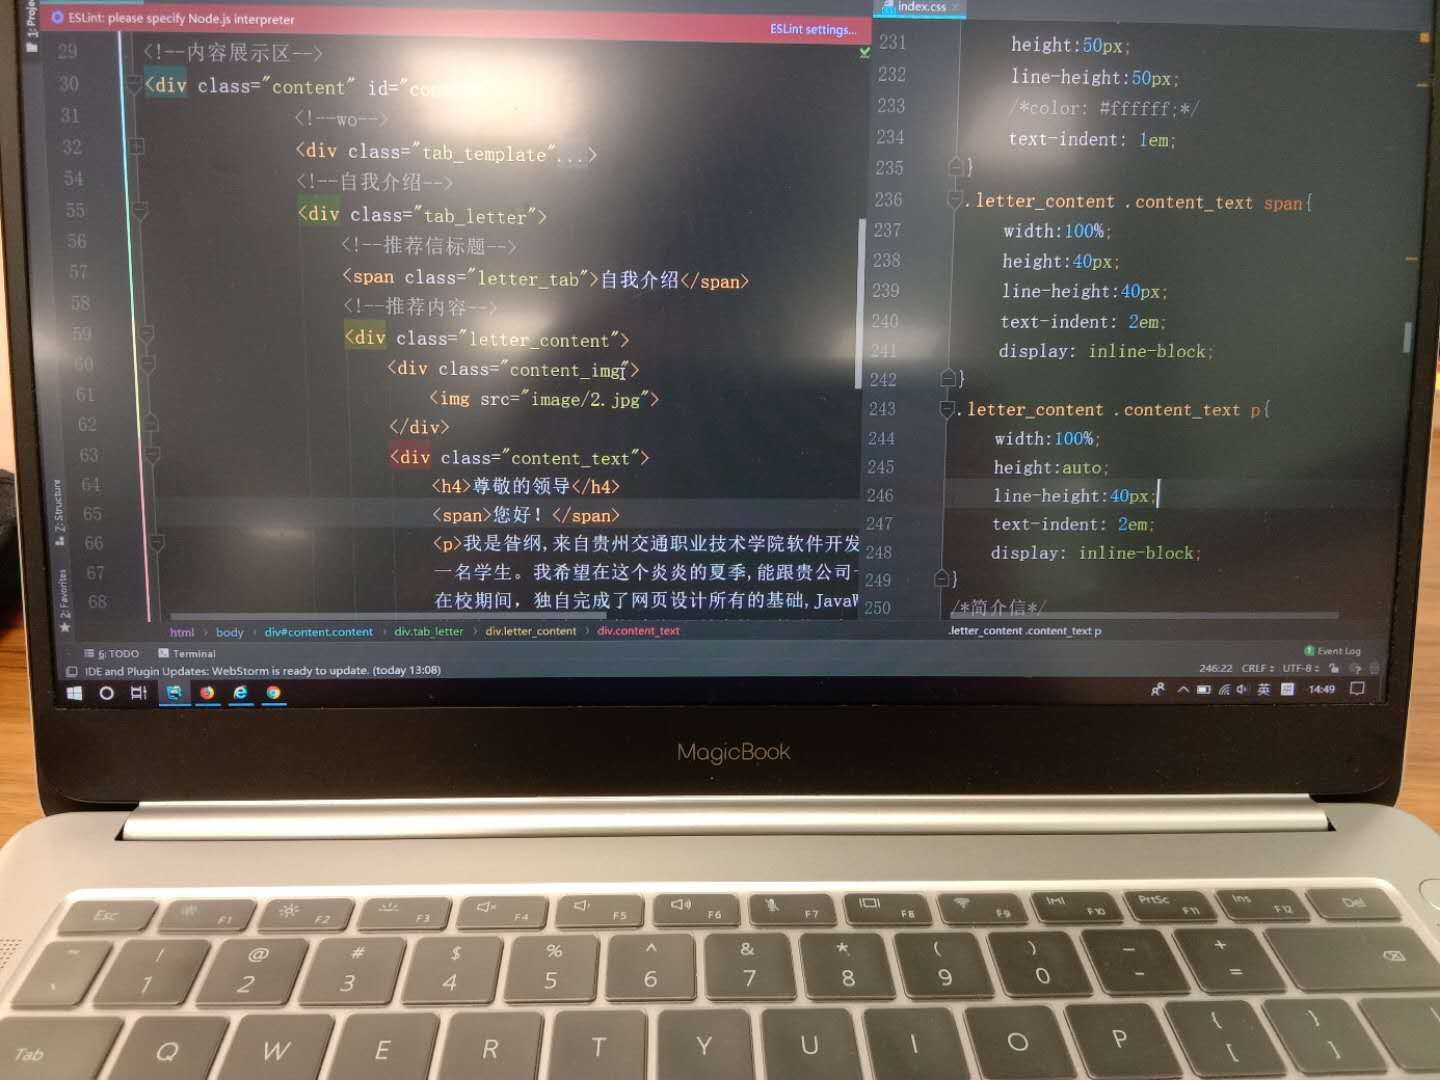 1: Proje
ESLint: please specify Node.js interpreter
ESLint settings...
29 <!--内容展示区-->
30 <div class="content" id="co
31 <!--wo-->
32 <div class="tab_template"...>
54 <!--自我介绍-->
55 <div class="tab_letter">
56 <!--推荐信标题-->
57 <span class="letter_tab">自我介绍</span>
58 <!--推荐内容-->
59 <div class="letter_content">
60 <div class="content_img">
61 <img src="image/2.jpg">
62 </div>
63 <div class="content_text">
64 <h4>尊敬的领导</h4>
65 <span>您好! </span>
66 <p>我是昝纲,来自贵州交通职业技术学院软件开发
67 一名学生。我希望在这个炎炎的夏季,能跟贵公司
68 在校期间, 独自完成了网页设计所有的基础,JavaW
html › body › div#content.content › div.tab_letter › div.letter_content › div.content_text
index.css
231 height:50px;
232 line-height:50px;
233 /*color: #ffffff;*/
234 text-indent: 1em;
235 }
236 .letter_content .content_text span{
237 width:100%;
238 height:40px;
239 line-height:40px;
240 text-indent: 2em;
241 display: inline-block;
242 }
243 .letter_content .content_text p{
244 width:100%;
245 height:auto;
246 line-height:40px;
247 text-indent: 2em;
248 display: inline-block;
249 }
250 /*简介信*/
.letter_content .content_text p
Z: Structure
2: Favorites
6: TODO Terminal
1 Event Log
IDE and Plugin Updates: WebStorm is ready to update. (today 13:08)
246:22 CRLF UTF-8
英 14:49
MagicBook
Esc F1 F2 F3 F4 F5 F6 F7 F8 F9 F10 PrtSc F11 Ins F12 Del
~ ` ! 1 @ 2 # 3 $ 4 % 5 ^ 6 & 7 * 8 ( 9 ) 0 _ - + =
Tab Q W E R T Y U I O P { [ } ]